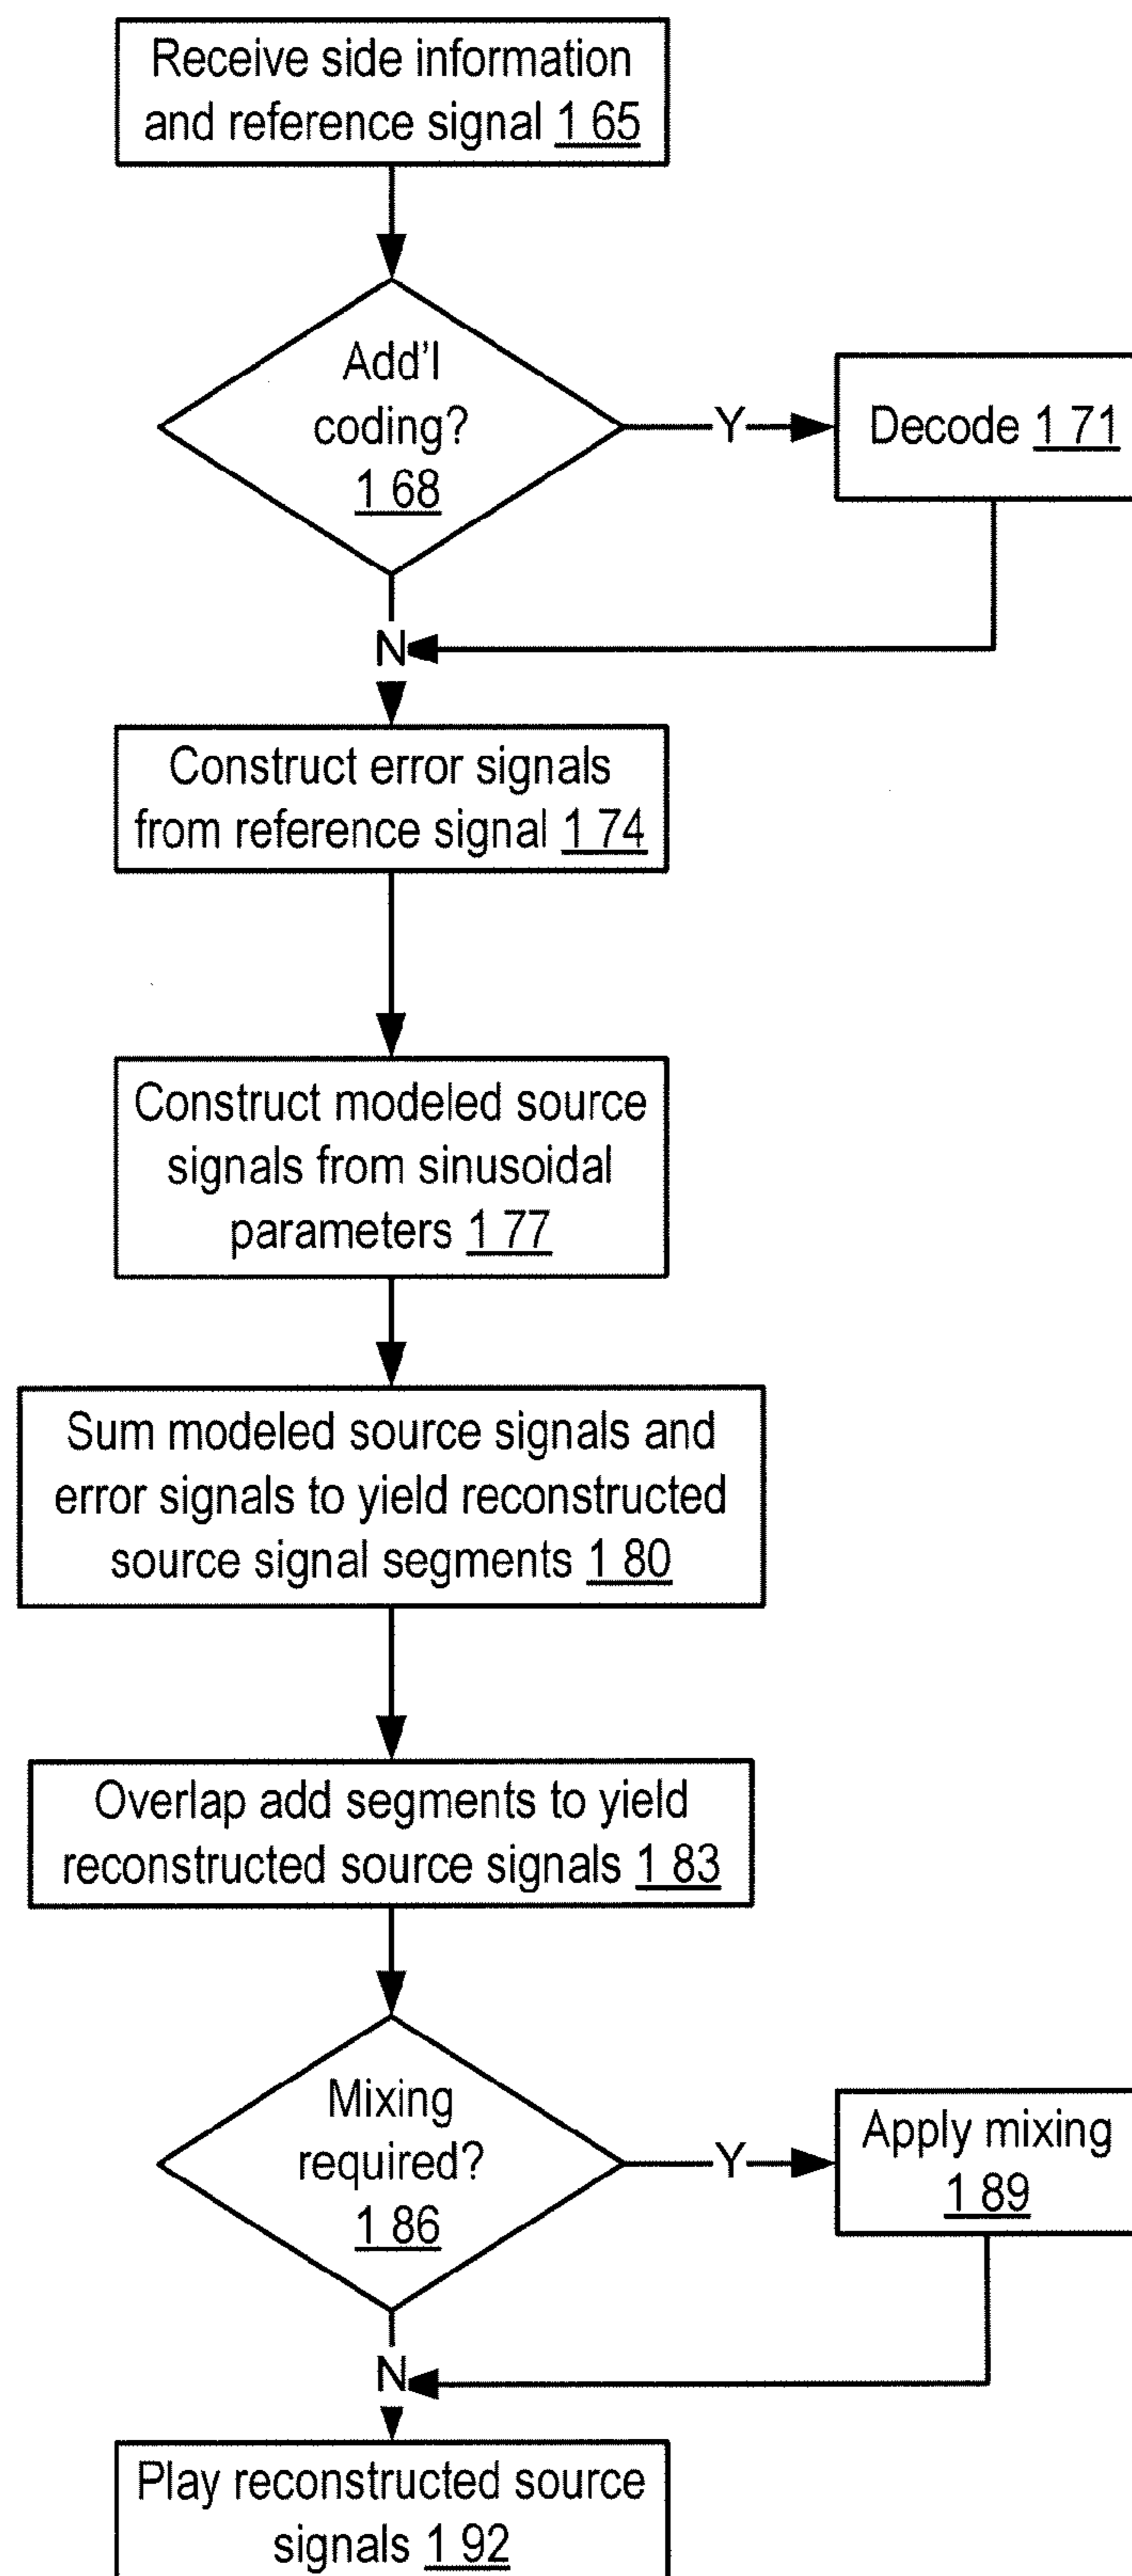 Receive side information
and reference signal 1 65
Add'l
coding?
1 68
Y
Decode 1 71
N
Construct error signals
from reference signal 1 74
Construct modeled source
signals from sinusoidal
parameters 1 77
Sum modeled source signals and
error signals to yield reconstructed
source signal segments 1 80
Overlap add segments to yield
reconstructed source signals 1 83
Mixing
required?
1 86
Y
Apply mixing
1 89
N
Play reconstructed source
signals 1 92